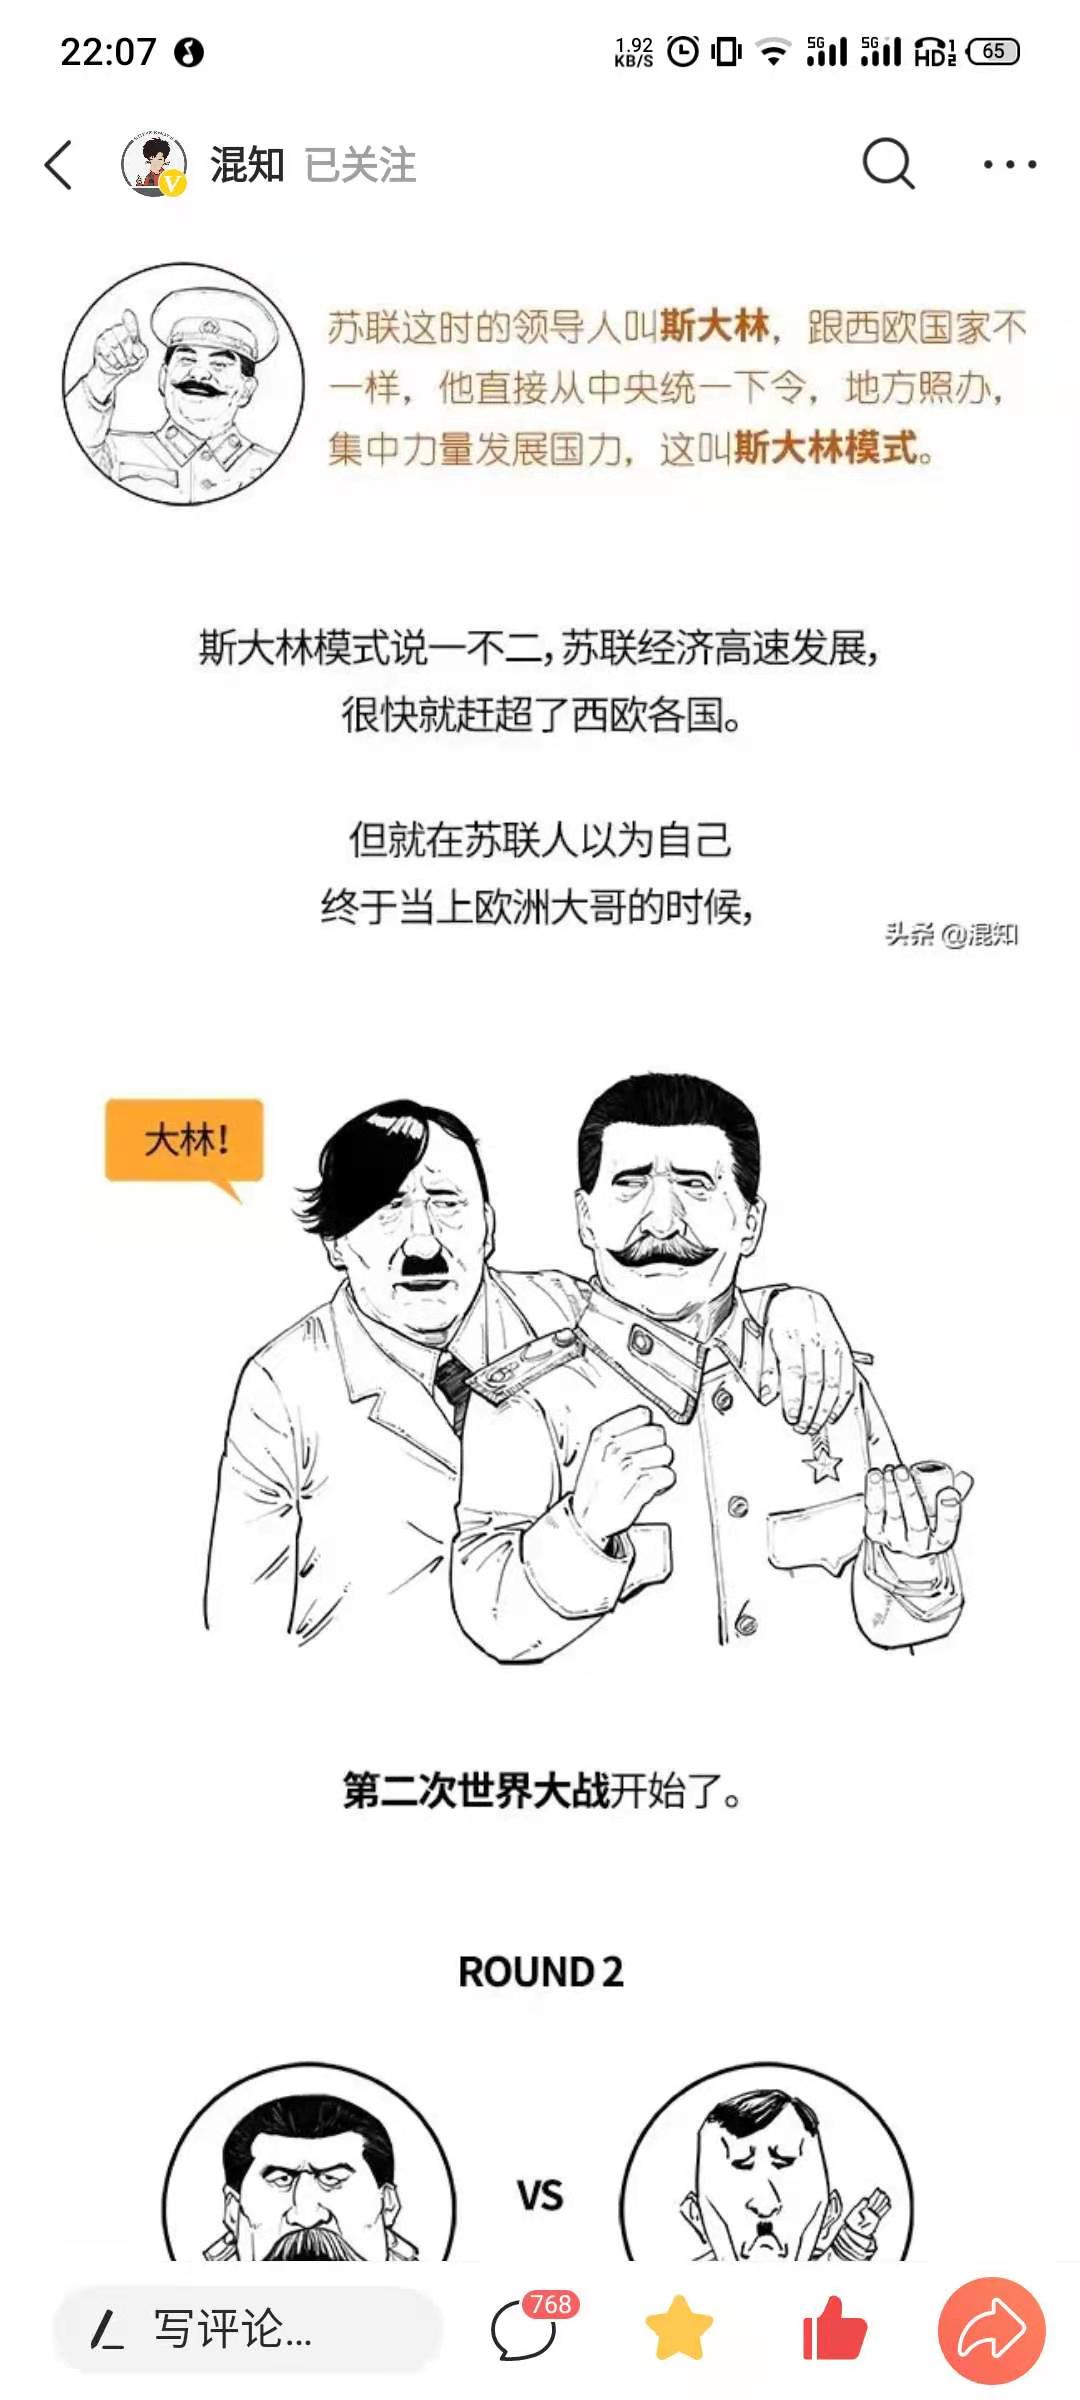 22:07
1.92 KB/S 5G 5G HD 1 2 65
混知 已关注
苏联这时的领导人叫斯大林，跟西欧国家不
一样，他直接从中央统一下令，地方照办，
集中力量发展国力，这叫斯大林模式。
斯大林模式说一不二，苏联经济高速发展，
很快就赶超了西欧各国。
但就在苏联人以为自己
终于当上欧洲大哥的时候，
头条 @混知
大林！
第二次世界大战开始了。
ROUND 2
VS
写评论...
768